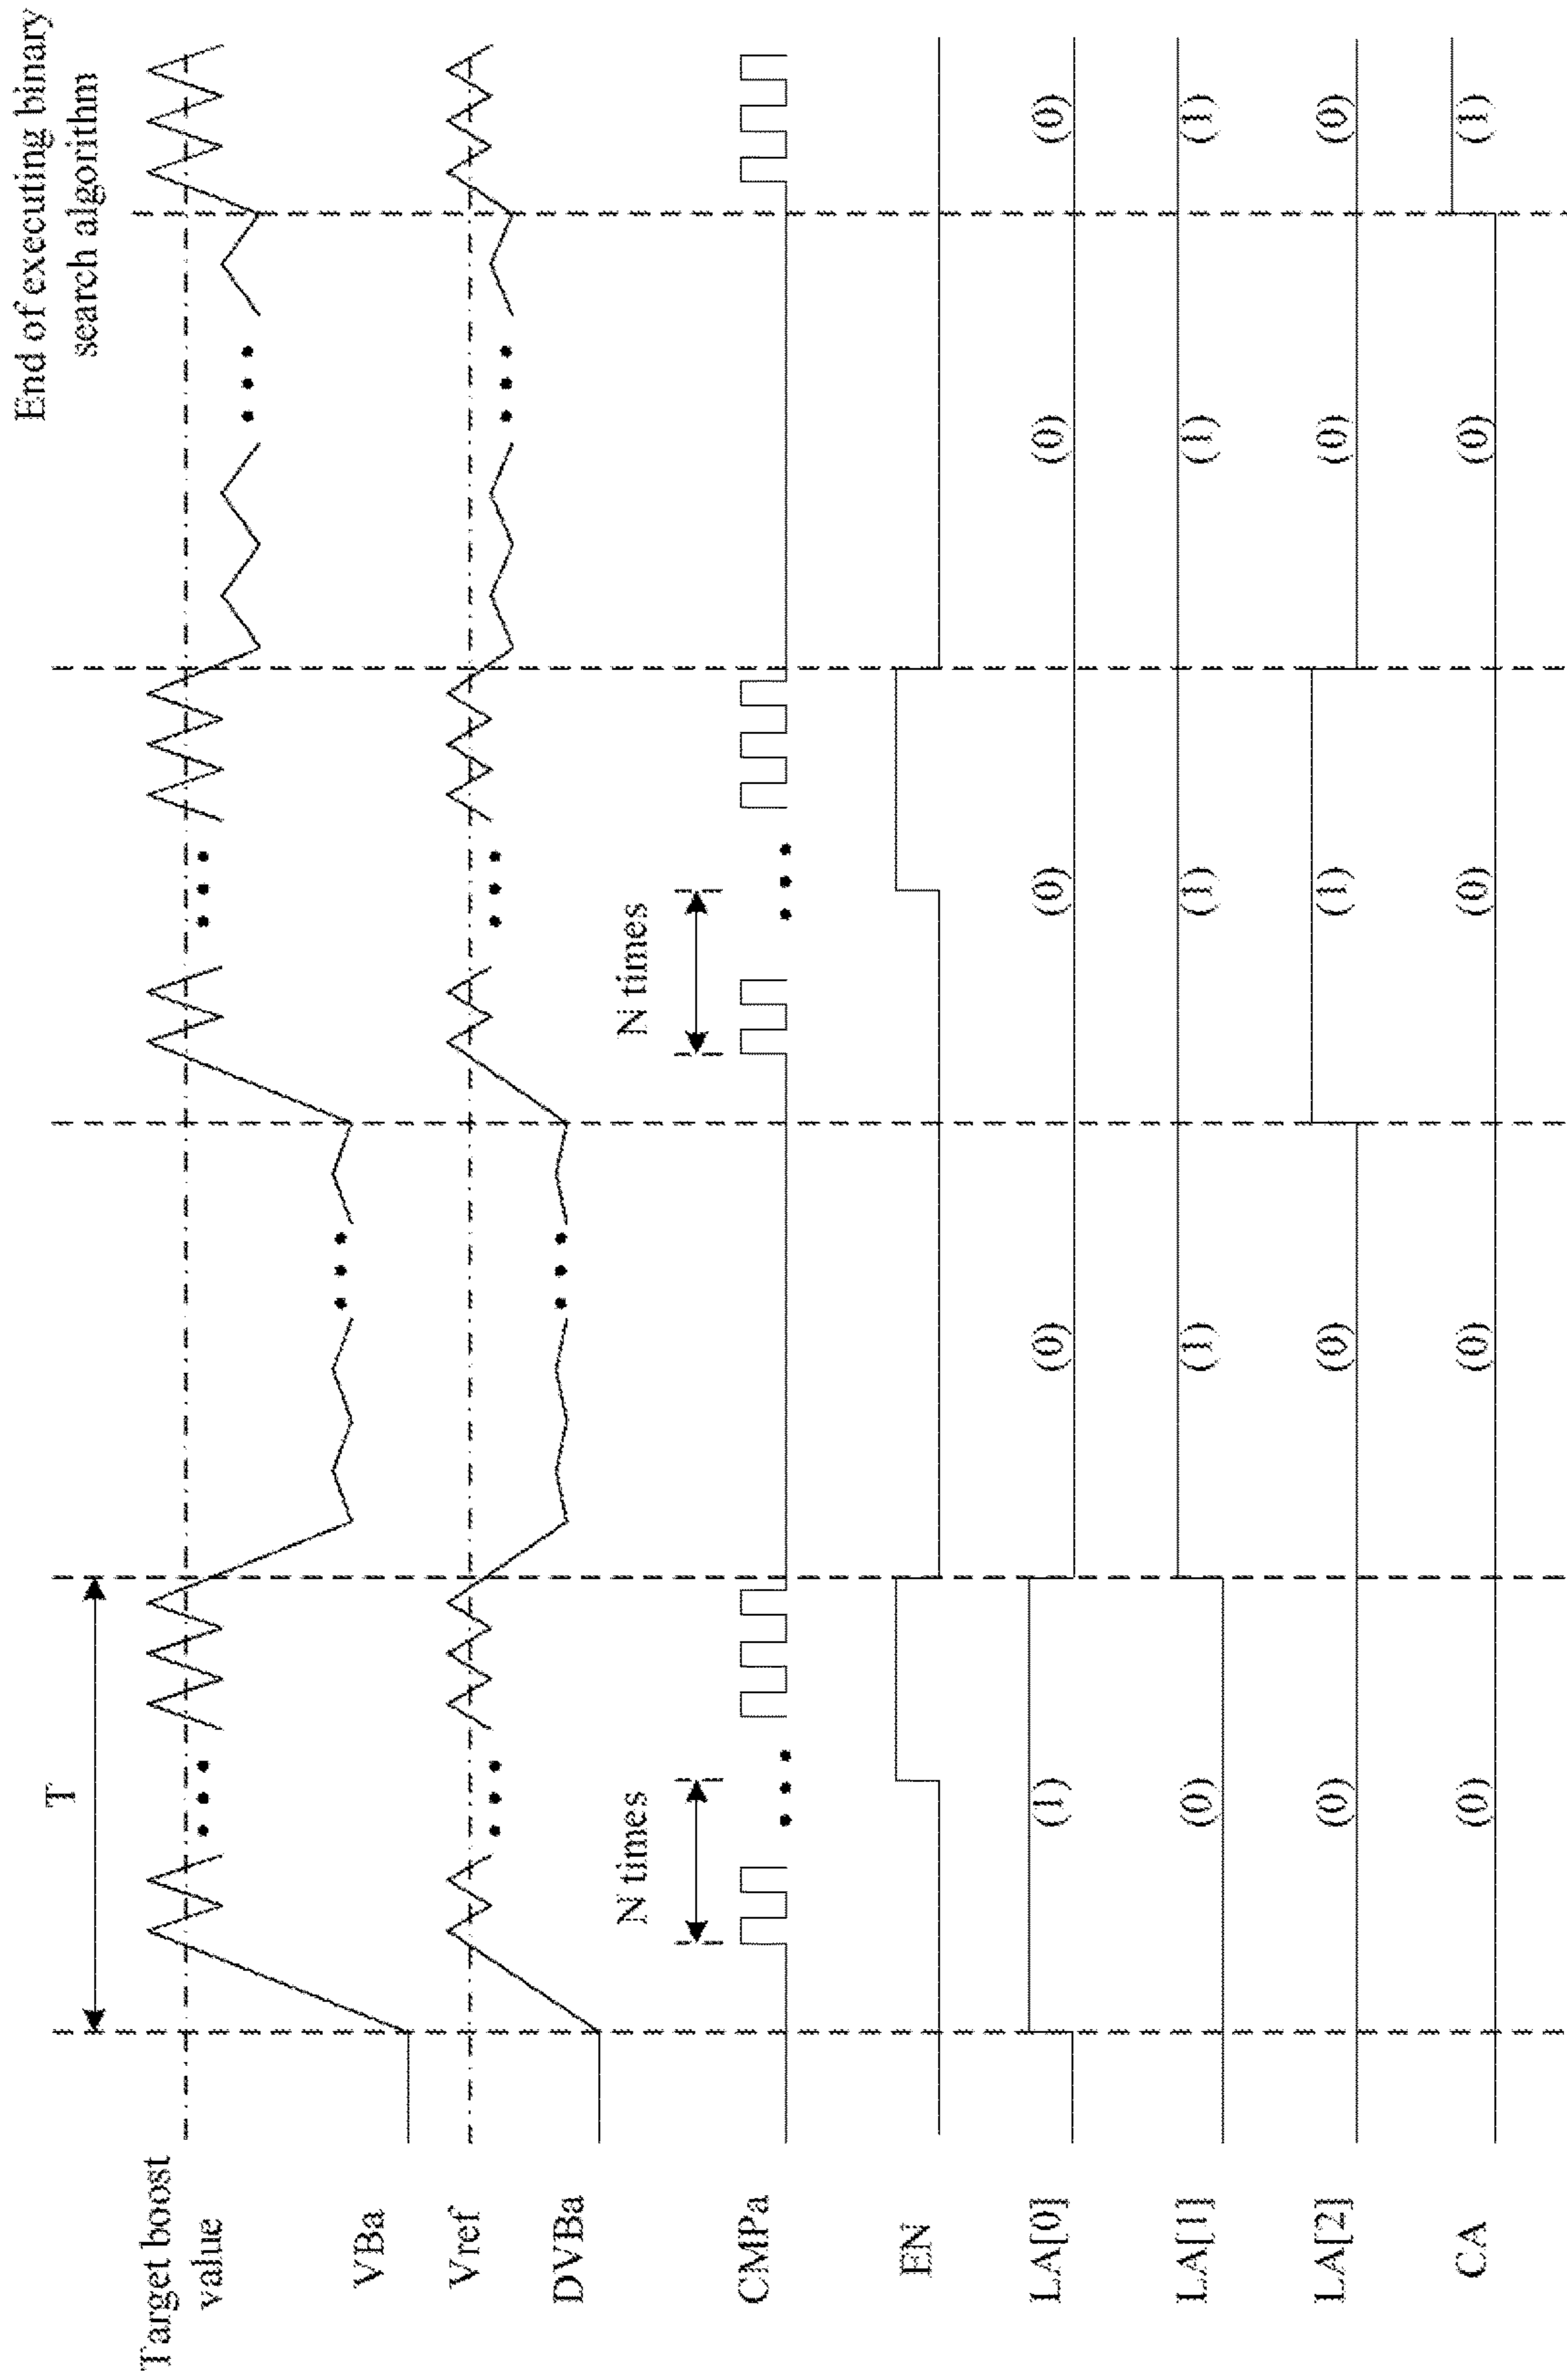 End of executing binary
search algorithm
T
Target boost
value
VBa
Vref
DVBa
N times
N times
CMPa
EN
LA[0]
(1)
(0)
(0)
(0)
(0)
LA[1]
(0)
(1)
(1)
(1)
(1)
LA[2]
(0)
(0)
(1)
(0)
(0)
CA
(0)
(0)
(0)
(0)
(1)